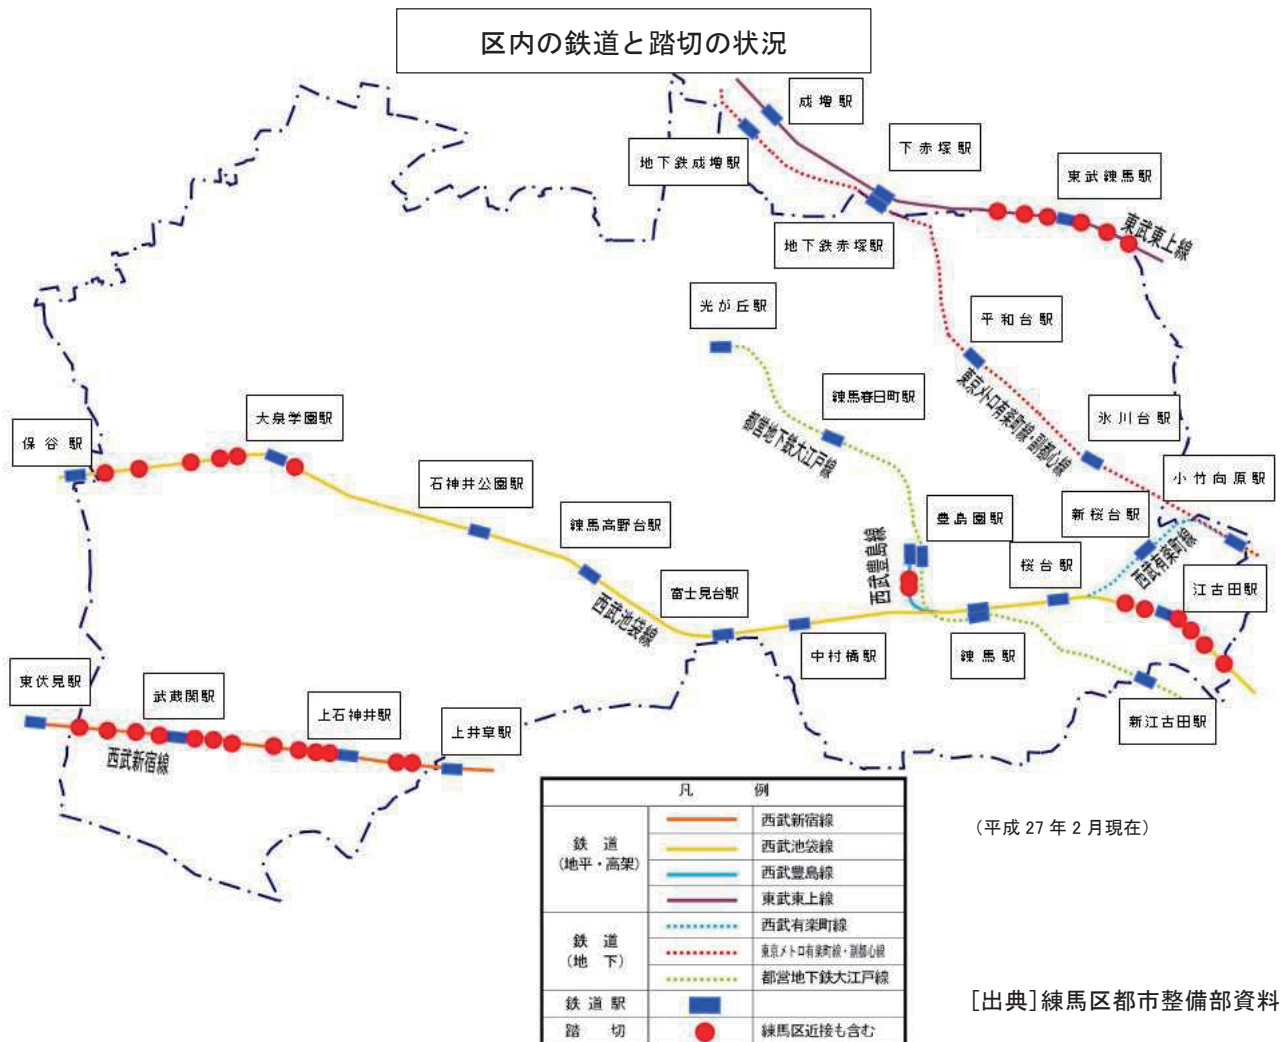 区内の鉄道と踏切の状況
成増駅
地下鉄成増駅
下赤塚駅
東武練馬駅
東武東上線
地下鉄赤塚駅
光が丘駅
平和台駅
東京メトロ有楽町線・副都心線
練馬春日町駅
都営地下鉄大江戸線
氷川台駅
小竹向原駅
保谷駅
大泉学園駅
石神井公園駅
練馬高野台駅
西武池袋線
富士見台駅
中村橋駅
西武豊島線
豊島園駅
練馬駅
桜台駅
新桜台駅
西武有楽町線
江古田駅
新江古田駅
東伏見駅
武蔵関駅
上石神井駅
上井草駅
西武新宿線
凡 例
鉄 道
(地平・高架)
西武新宿線
西武池袋線
西武豊島線
東武東上線
鉄 道
(地 下)
西武有楽町線
東京メトロ有楽町線・副都心線
都営地下鉄大江戸線
鉄 道 駅
踏 切 練馬区近接も含む
(平成 27 年 2 月現在)
[出典]練馬区都市整備部資料